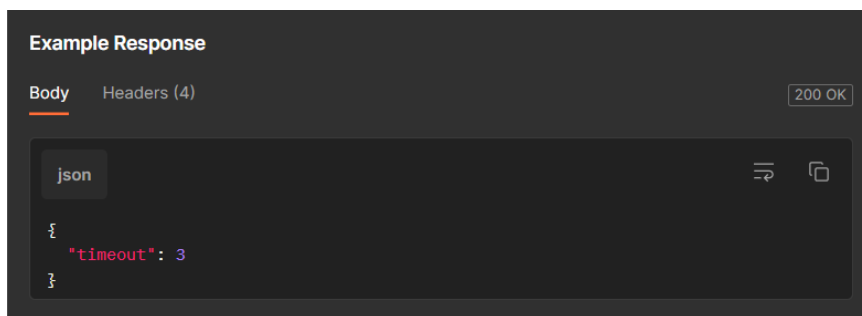 Example Response
Body Headers (4) 200 OK
json
{
"timeout": 3
}